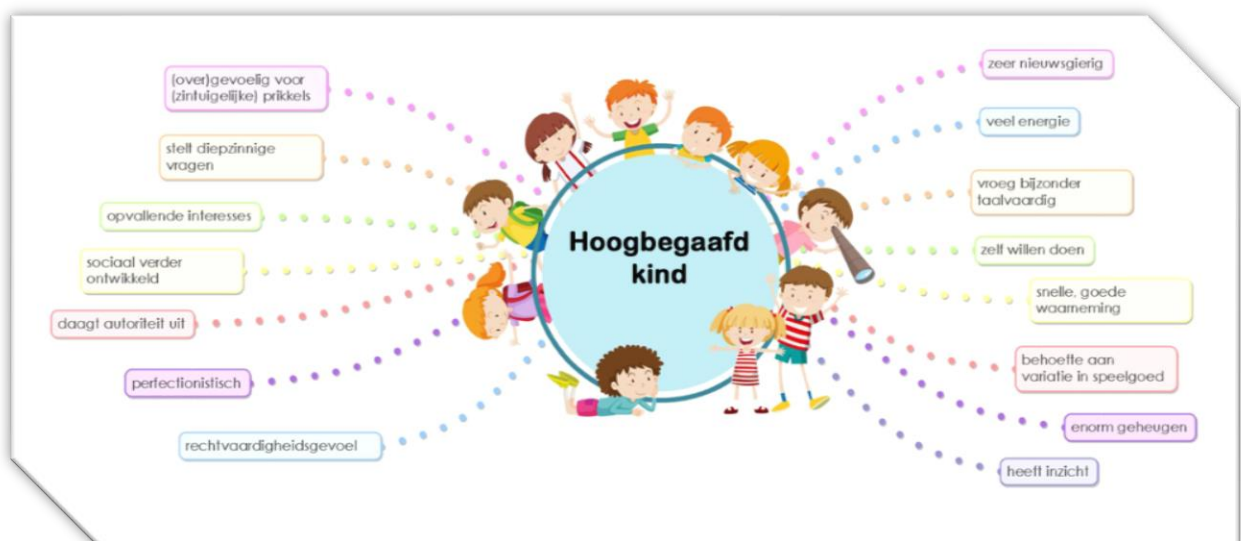 (over)gevoelig voor
(zintuigelijke) prikkels
stelt diepzinnige
vragen
opvallende interesses
sociaal verder
ontwikkeld
daagt autoriteit uit
perfectionistisch
rechtvaardigheidsgevoel
Hoogbegaafd
kind
zeer nieuwsgierig
veel energie
vroeg bijzonder
taalvaardig
zelf willen doen
snelle, goede
waarneming
behoefte aan
variatie in speelgoed
enorm geheugen
heeft inzicht